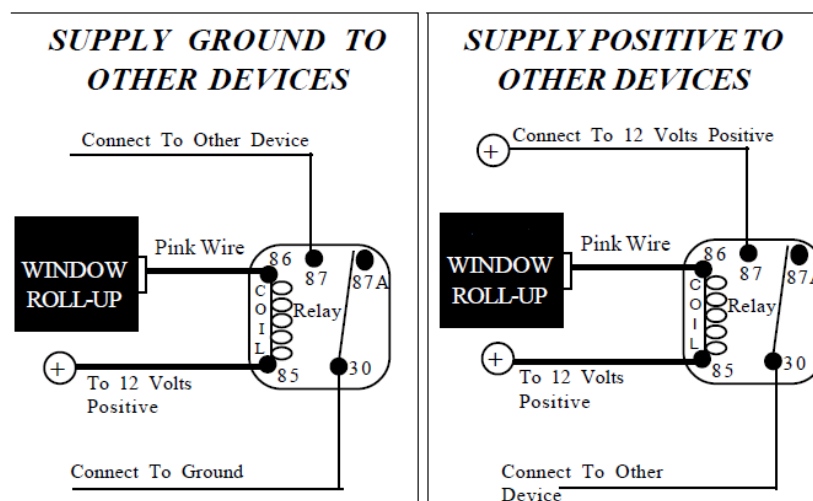 SUPPLY GROUND TO
OTHER DEVICES
Connect To Other Device
WINDOW
ROLL-UP
Pink Wire
86
87
87A
C
O
I
L
Relay
85
30
+
To 12 Volts
Positive
Connect To Ground
SUPPLY POSITIVE TO
OTHER DEVICES
+
Connect To 12 Volts Positive
WINDOW
ROLL-UP
Pink Wire
86
87
87A
C
O
I
L
Relay
85
30
+
To 12 Volts
Positive
Connect To Other
Device